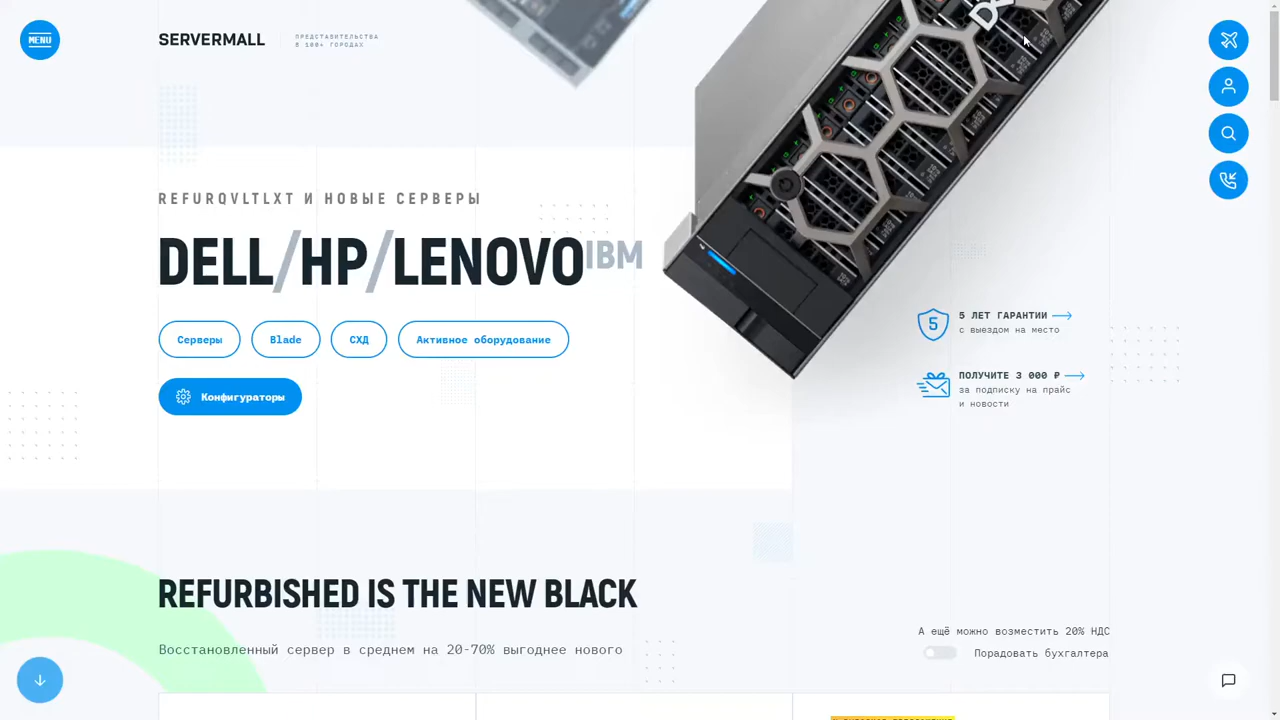 MENU
SERVERMALL
ПРЕДСТАВИТЕЛЬСТВА
В 100+ ГОРОДАХ
REFURQVLTLXT И НОВЫЕ СЕРВЕРЫ
DELL/HP/LENOVO IBM
Серверы
Blade
СХД
Активное оборудование
Конфигураторы
5
5 ЛЕТ ГАРАНТИИ
с выездом на место
ПОЛУЧИТЕ 3 000 ₽
за подписку на прайс
и новости
REFURBISHED IS THE NEW BLACK
Восстановленный сервер в среднем на 20-70% выгоднее нового
А ещё можно возместить 20% НДС
Порадовать бухгалтера